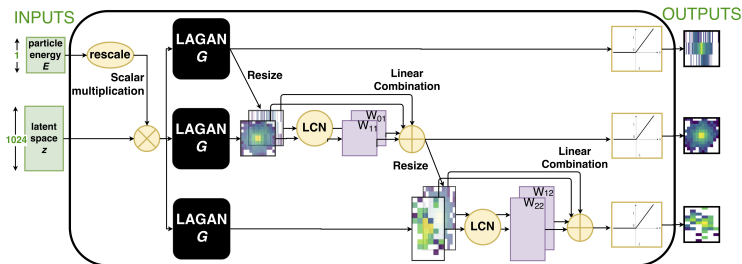 INPUTS
OUTPUTS
particle
energy
E
1
rescale
Scalar
multiplication
1024
latent
space
z
LAGAN
G
Resize
Linear
Combination
LAGAN
G
LCN
W01
W11
Resize
Linear
Combination
LAGAN
G
LCN
W12
W22